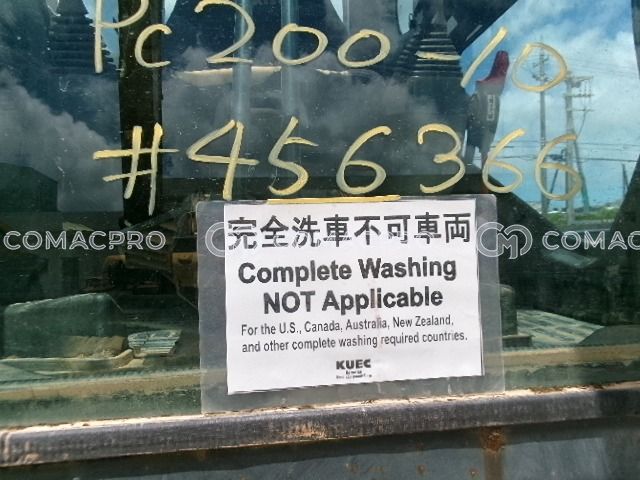 Pc200-10
#456366
COMACPRO
COMAC
完全洗車不可車両
Complete Washing
NOT Applicable
For the U.S., Canada, Australia, New Zealand,
and other complete washing required countries.
KUEC